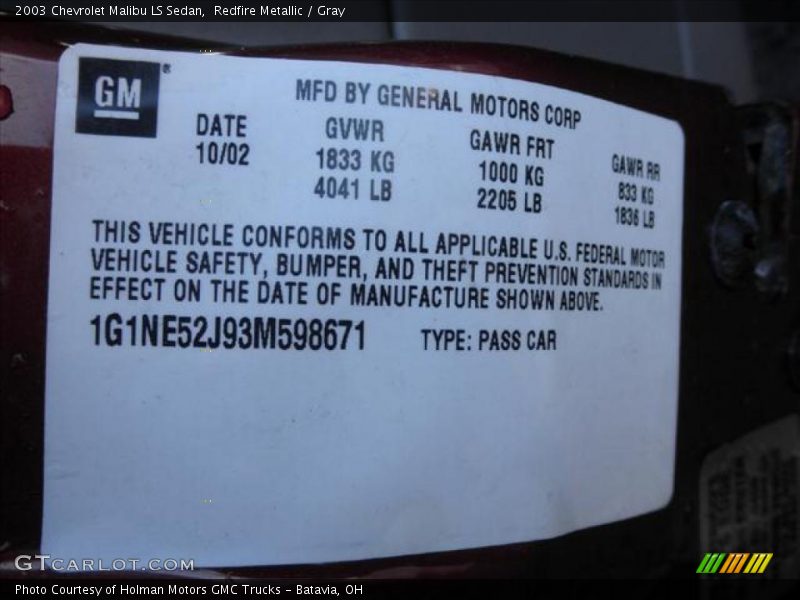 2003 Chevrolet Malibu LS Sedan, Redfire Metallic / Gray
GM®
MFD BY GENERAL MOTORS CORP
DATE GVWR GAWR FRT GAWR RR
10/02 1833 KG 1000 KG 833 KG
4041 LB 2205 LB 1836 LB
THIS VEHICLE CONFORMS TO ALL APPLICABLE U.S. FEDERAL MOTOR
VEHICLE SAFETY, BUMPER, AND THEFT PREVENTION STANDARDS IN
EFFECT ON THE DATE OF MANUFACTURE SHOWN ABOVE.
1G1NE52J93M598671 TYPE: PASS CAR
GTCARLOT.COM
Photo Courtesy of Holman Motors GMC Trucks - Batavia, OH